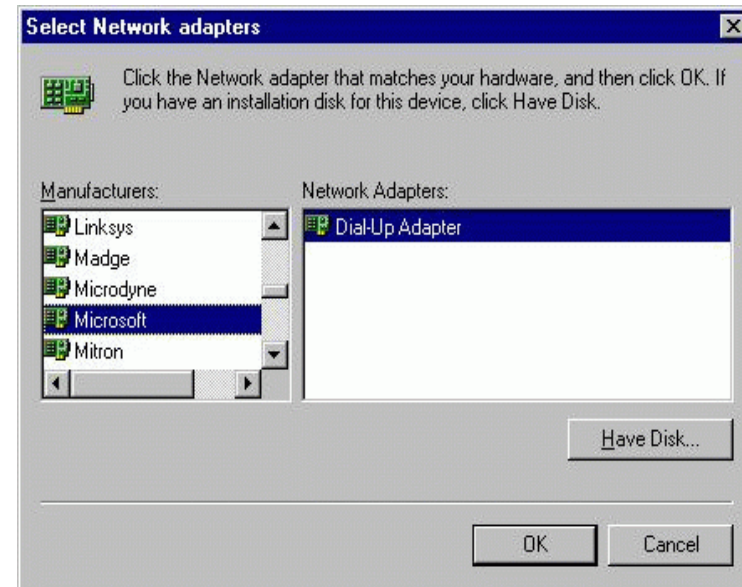 Select Network adapters
Click the Network adapter that matches your hardware, and then click OK. If
you have an installation disk for this device, click Have Disk.
Manufacturers:
Linksys
Madge
Microdyne
Microsoft
Mitron
Network Adapters:
Dial-Up Adapter
Have Disk...
OK
Cancel